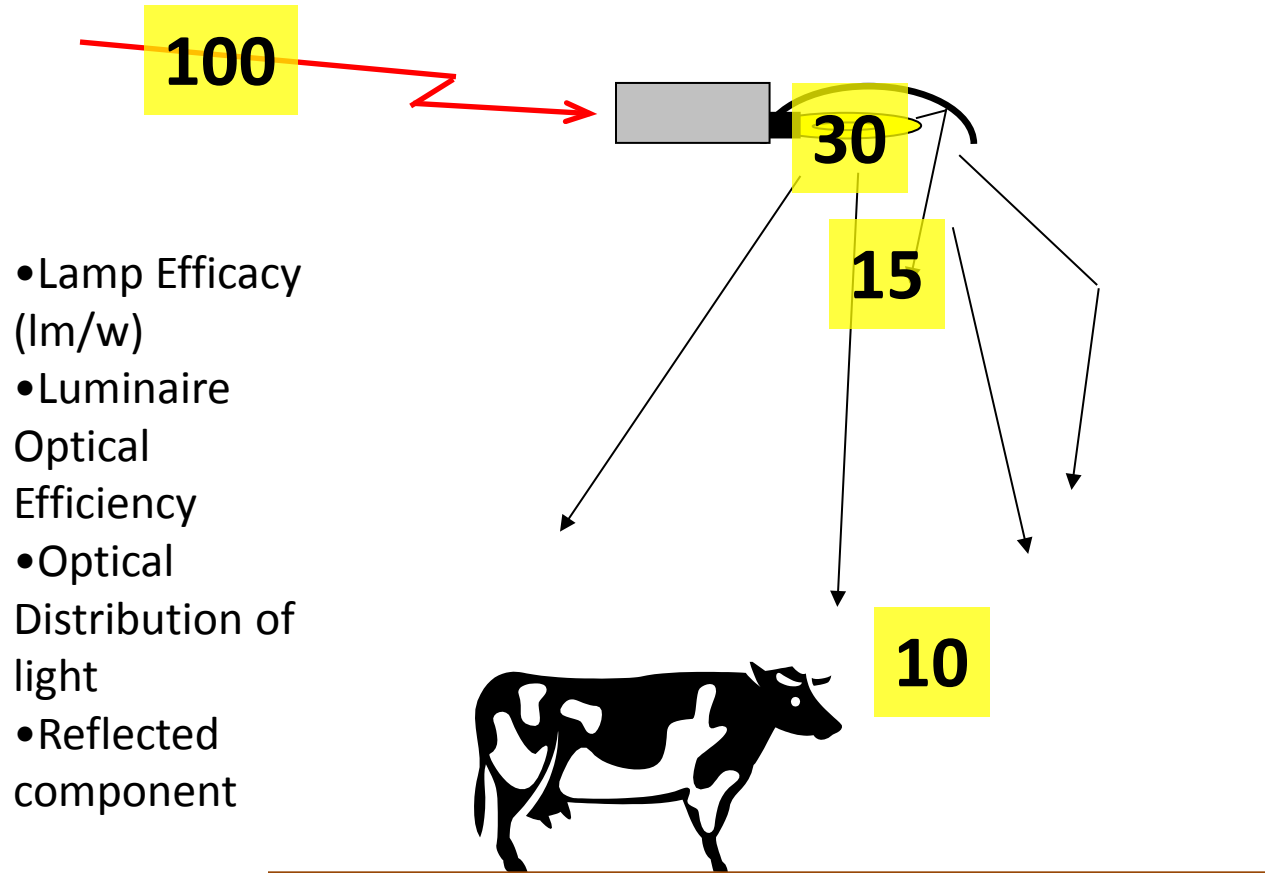 100
30
15
•Lamp Efficacy
(lm/w)
•Luminaire
Optical
Efficiency
•Optical
Distribution of
light
•Reflected
component
10